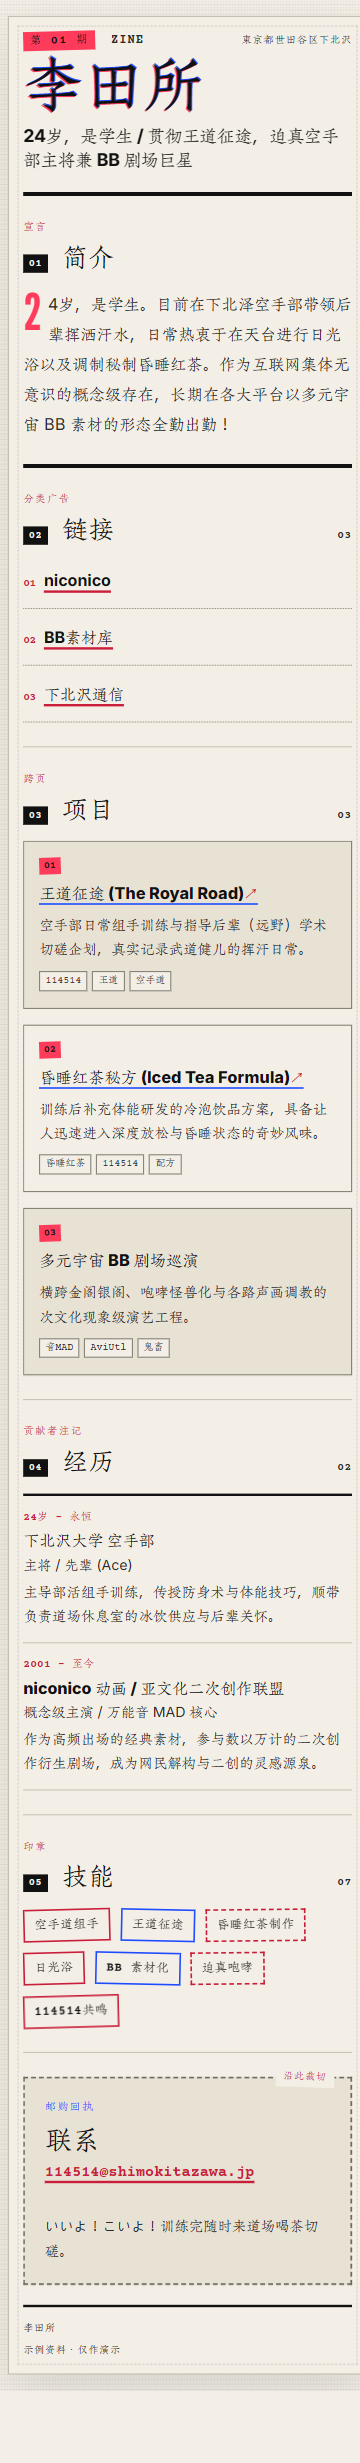 第 01 期 ZINE 東京都世田谷区下北沢
李田所
24岁，是学生 / 贯彻王道征途，迫真空手
部主将兼 BB 剧场巨星
宣言
01 简介
24岁，是学生。目前在下北泽空手部带领后
辈挥洒汗水，日常热衷于在天台进行日光
浴以及调制秘制昏睡红茶。作为互联网集体无
意识的概念级存在，长期在各大平台以多元宇
宙 BB 素材的形态全勤出勤！
分类广告
02 链接 03
01 niconico
02 BB素材库
03 下北沢通信
跨页
03 项目 03
01
王道征途 (The Royal Road)↗
空手部日常组手训练与指导后辈（远野）学术
切磋企划，真实记录武道健儿的挥汗日常。
114514 王道 空手道
02
昏睡红茶秘方 (Iced Tea Formula)↗
训练后补充体能研发的冷泡饮品方案，具备让
人迅速进入深度放松与昏睡状态的奇妙风味。
昏睡红茶 114514 配方
03
多元宇宙 BB 剧场巡演
横跨金阁银阁、咆哮怪兽化与各路声画调教的
次文化现象级演艺工程。
音MAD AviUtl 鬼畜
贡献者注记
04 经历 02
24岁 – 永恒
下北沢大学 空手部
主将 / 先辈 (Ace)
主导部活组手训练，传授防身术与体能技巧，顺带
负责道场休息室的冰饮供应与后辈关怀。
2001 – 至今
niconico 动画 / 亚文化二次创作联盟
概念级主演 / 万能音 MAD 核心
作为高频出场的经典素材，参与数以万计的二次创
作衍生剧场，成为网民解构与二创的灵感源泉。
印章
05 技能 07
空手道组手 王道征途 昏睡红茶制作
日光浴 BB 素材化 迫真咆哮
114514共鸣
沿此裁切
邮购回执
联系
114514@shimokitazawa.jp
いいよ！こいよ！训练完随时来道场喝茶切
磋。
李田所
示例资料 · 仅作演示